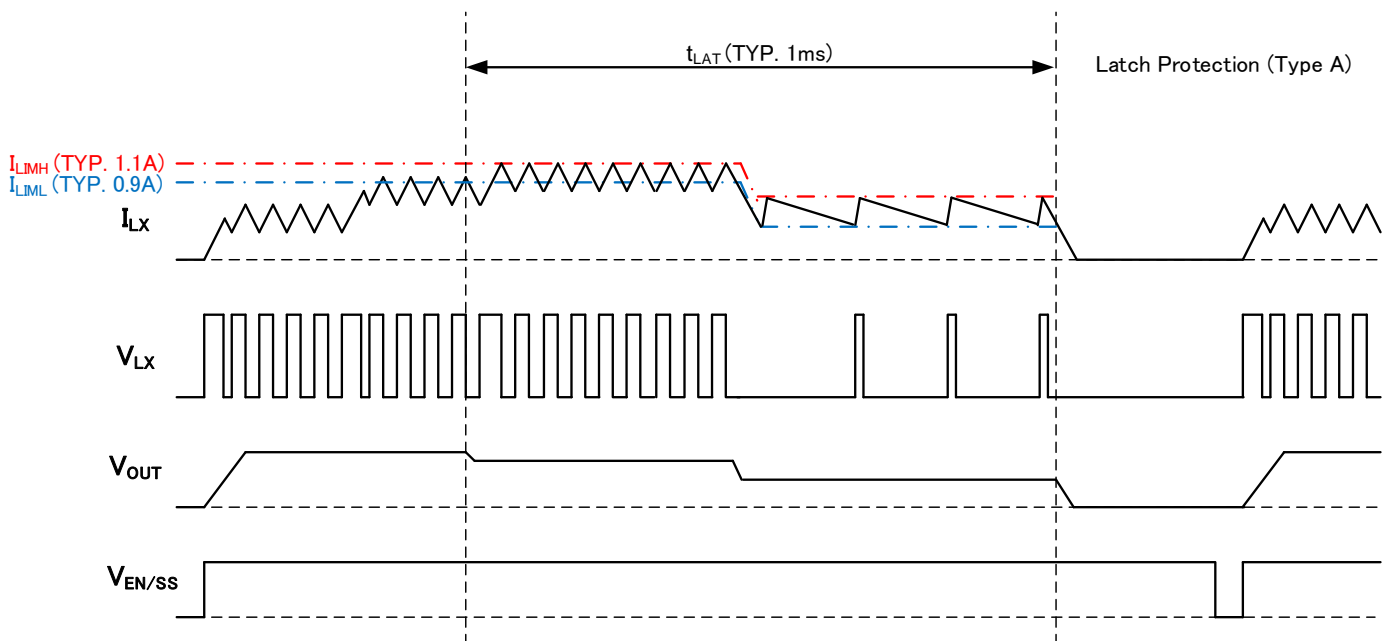 tLAT (TYP. 1ms)
Latch Protection (Type A)
ILIMH (TYP. 1.1A)
ILIML (TYP. 0.9A)
ILX
VLX
VOUT
VEN/SS